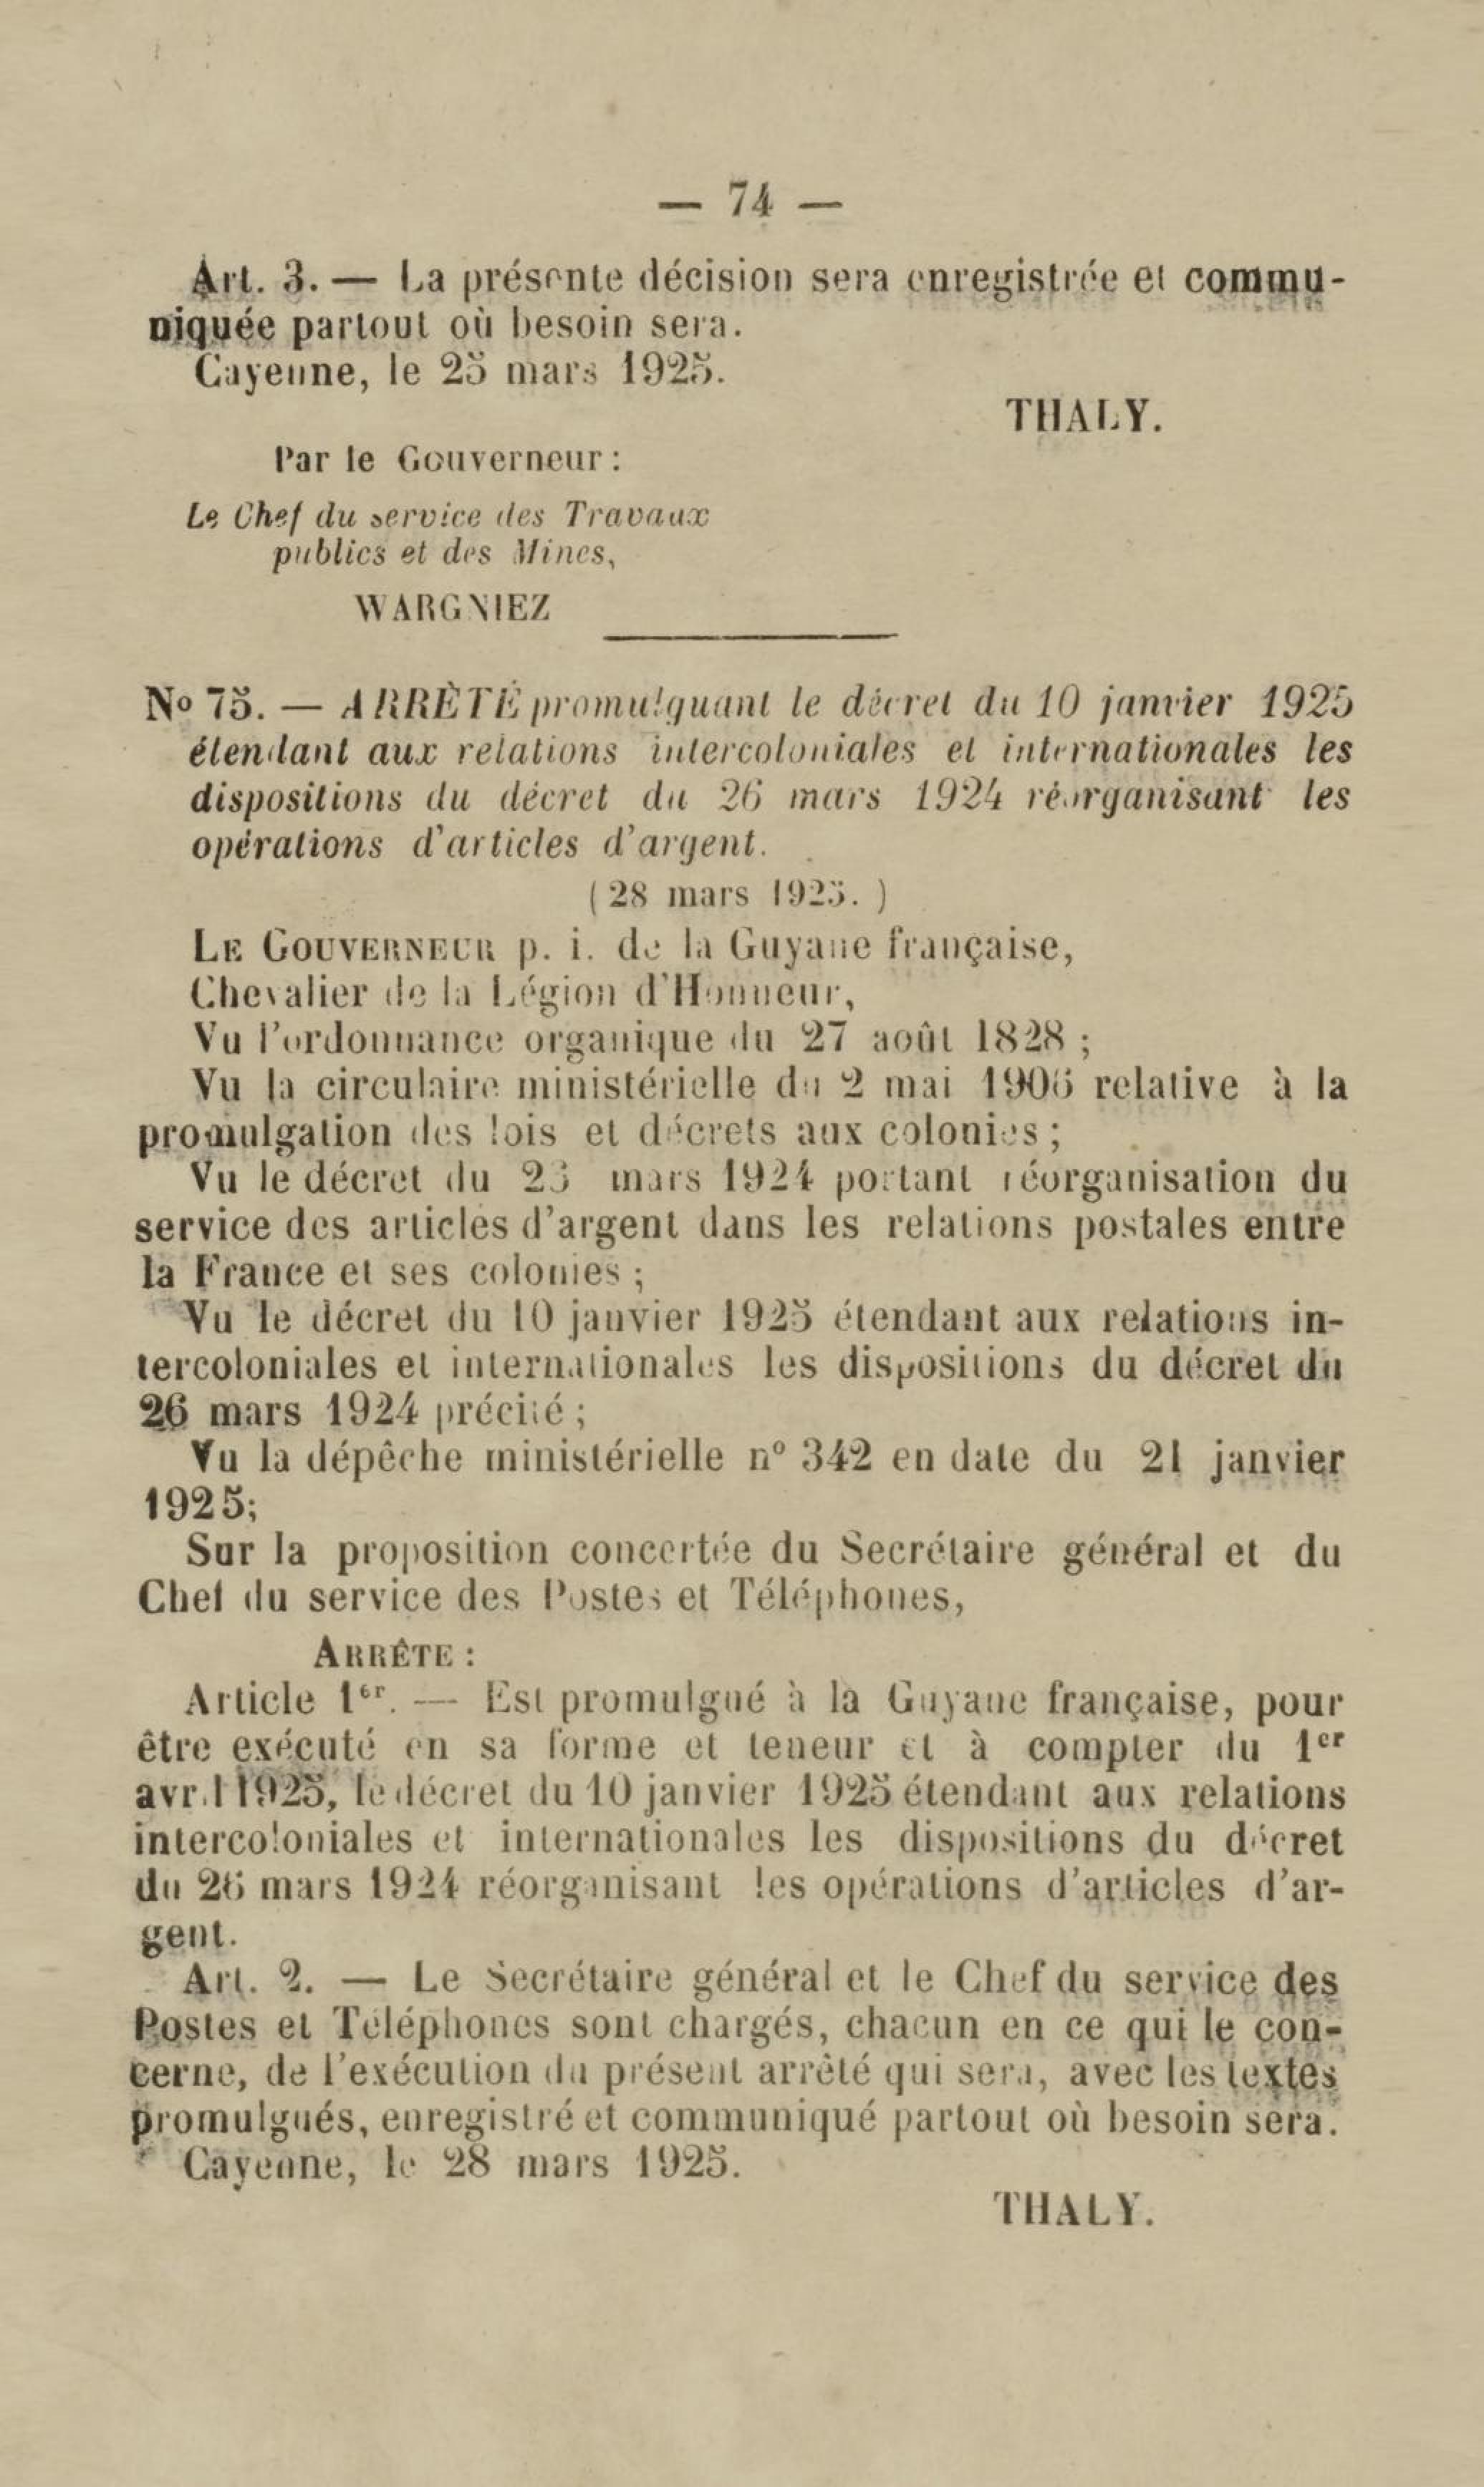 — 74 —
Art. 3. — La présente décision sera enregistrée et commu-
niquée partout où besoin sera.
Cayenne, le 25 mars 1925.
THALY.
Par le Gouverneur :
Le Chef du service des Travaux
publics et des Mines,
WARGNIEZ
No 75. — ARRÊTÉ promulguant le décret du 10 janvier 1925
étendant aux relations intercoloniales et internationales les
dispositions du décret du 26 mars 1924 réorganisant les
opérations d'articles d'argent.
( 28 mars 1925. )
LE GOUVERNEUR p. i. de la Guyane française,
Chevalier de la Légion d'Honneur,
Vu l'ordonnance organique du 27 août 1828 ;
Vu la circulaire ministérielle du 2 mai 1906 relative à la
promulgation des lois et décrets aux colonies ;
Vu le décret du mars 1924 portant réorganisation du
service des articles d'argent dans les relations postales entre
la France et ses colonies ;
Vu le décret du 10 janvier 1925 étendant aux relations in-
tercoloniales et internationales les dispositions du décret du
26 mars 1924 précité ;
Vu la dépêche ministérielle nº 342 en date du 21 janvier
1925;
Sur la proposition concertée du Secrétaire général et du
Chef du service des Postes et Téléphones,
ARRÊTE :
Article 1er. — Est promulgué à la Guyane française, pour
être exécuté en sa forme et teneur et à compter du 1er
avril 1925, le décret du 10 janvier 1925 étendant aux relations
intercoloniales et internationales les dispositions du décret
du 26 mars 1924 réorganisant les opérations d'articles d'ar-
gent.
Art. 2. — Le Secrétaire général et le Chef du service des
Postes et Téléphones sont chargés, chacun en ce qui le con-
cerne, de l'exécution du présent arrêté qui sera, avec les textes
promulgués, enregistré et communiqué partout où besoin sera.
Cayenne, le 28 mars 1925.
THALY.